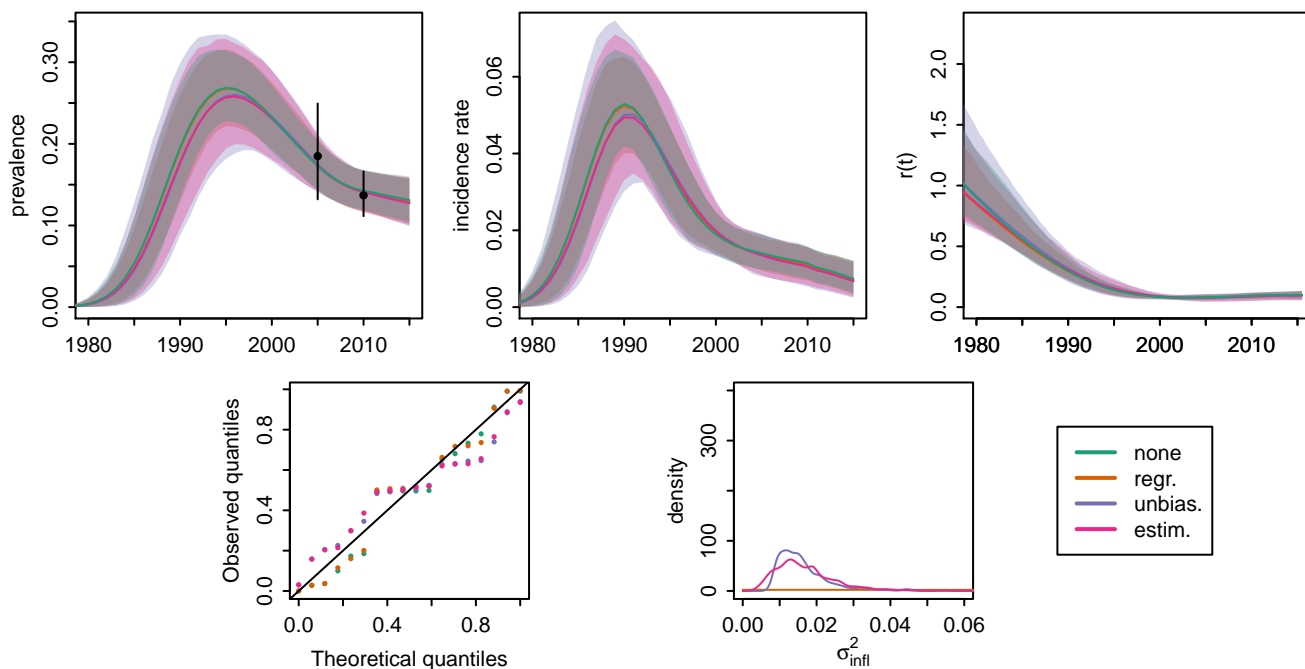 prevalence
0.00 0.10 0.20 0.30
1980 1990 2000 2010
incidence rate
0.00 0.02 0.04 0.06
1980 1990 2000 2010
r(t)
0.0 0.5 1.0 1.5 2.0
1980 1990 2000 2010
Observed quantiles
0.0 0.4 0.8
0.0 0.4 0.8
Theoretical quantiles
density
0 100 300
0.00 0.02 0.04 0.06
σ²infl
none
regr.
unbias.
estim.